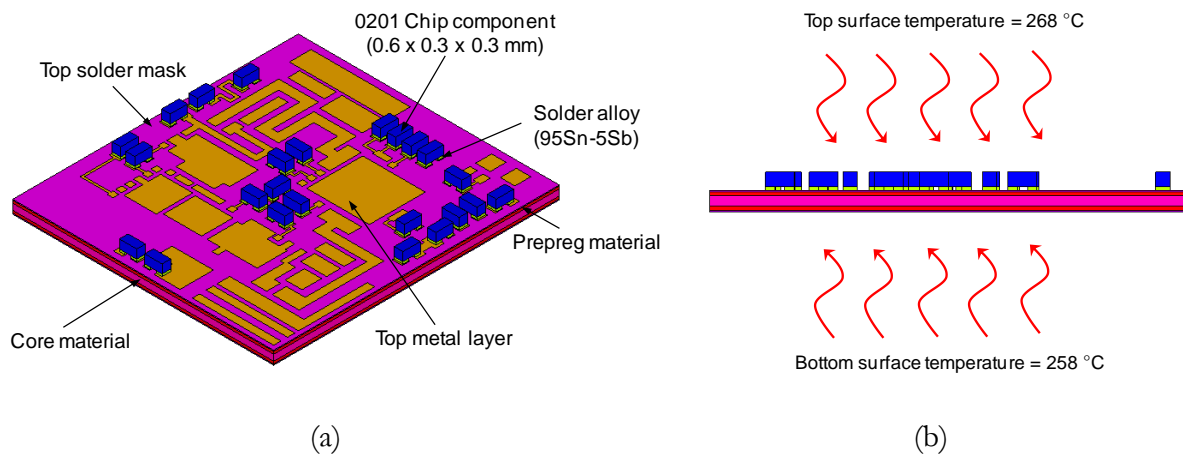 0201 Chip component
(0.6 x 0.3 x 0.3 mm)
Top solder mask
Solder alloy
(95Sn-5Sb)
Prepreg material
Core material
Top metal layer
(a)
Top surface temperature = 268 °C
Bottom surface temperature = 258 °C
(b)